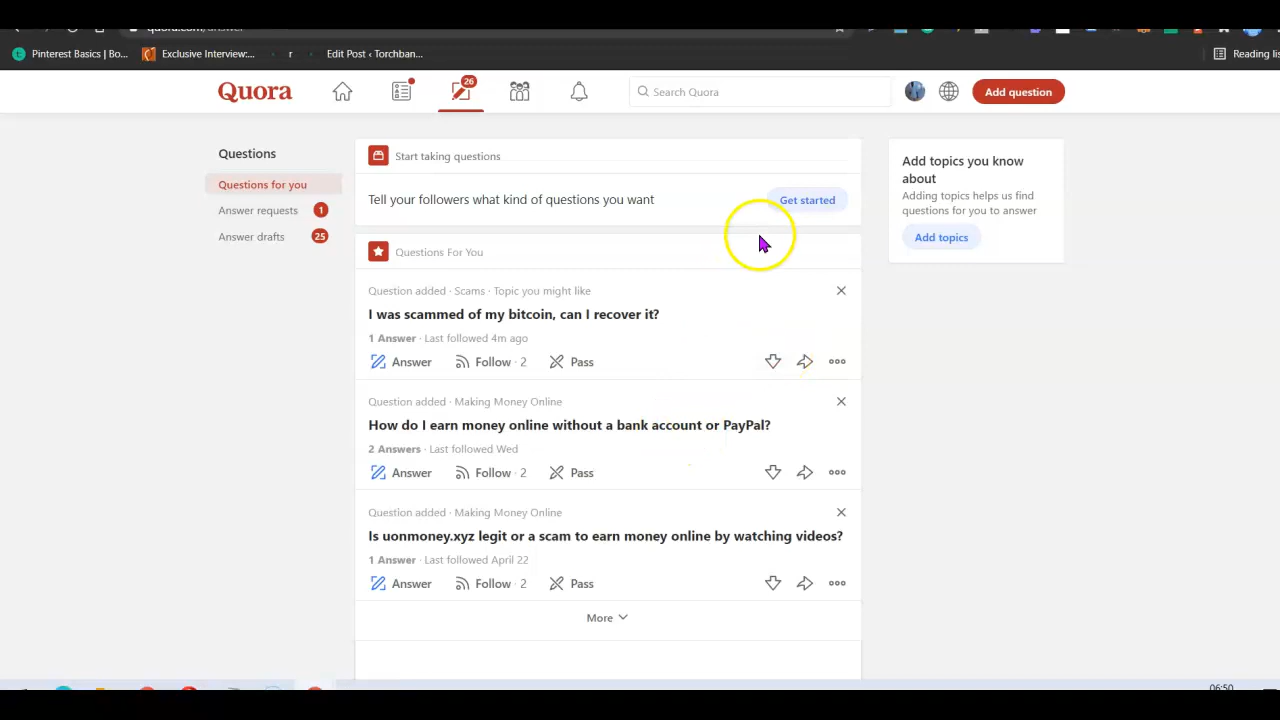 quora.com/answer
Pinterest Basics | Bo...
Exclusive Interview:...
r
Edit Post ‹ Torchban...
Reading lis
Quora
26
Search Quora
Add question
Questions
Questions for you
Answer requests 1
Answer drafts 25
Start taking questions
Tell your followers what kind of questions you want
Get started
Questions For You
Question added · Scams · Topic you might like
I was scammed of my bitcoin, can I recover it?
1 Answer · Last followed 4m ago
Answer Follow · 2 Pass
Question added · Making Money Online
How do I earn money online without a bank account or PayPal?
2 Answers · Last followed Wed
Answer Follow · 2 Pass
Question added · Making Money Online
Is uonmoney.xyz legit or a scam to earn money online by watching videos?
1 Answer · Last followed April 22
Answer Follow · 2 Pass
More
Add topics you know
about
Adding topics helps us find
questions for you to answer
Add topics
06:50